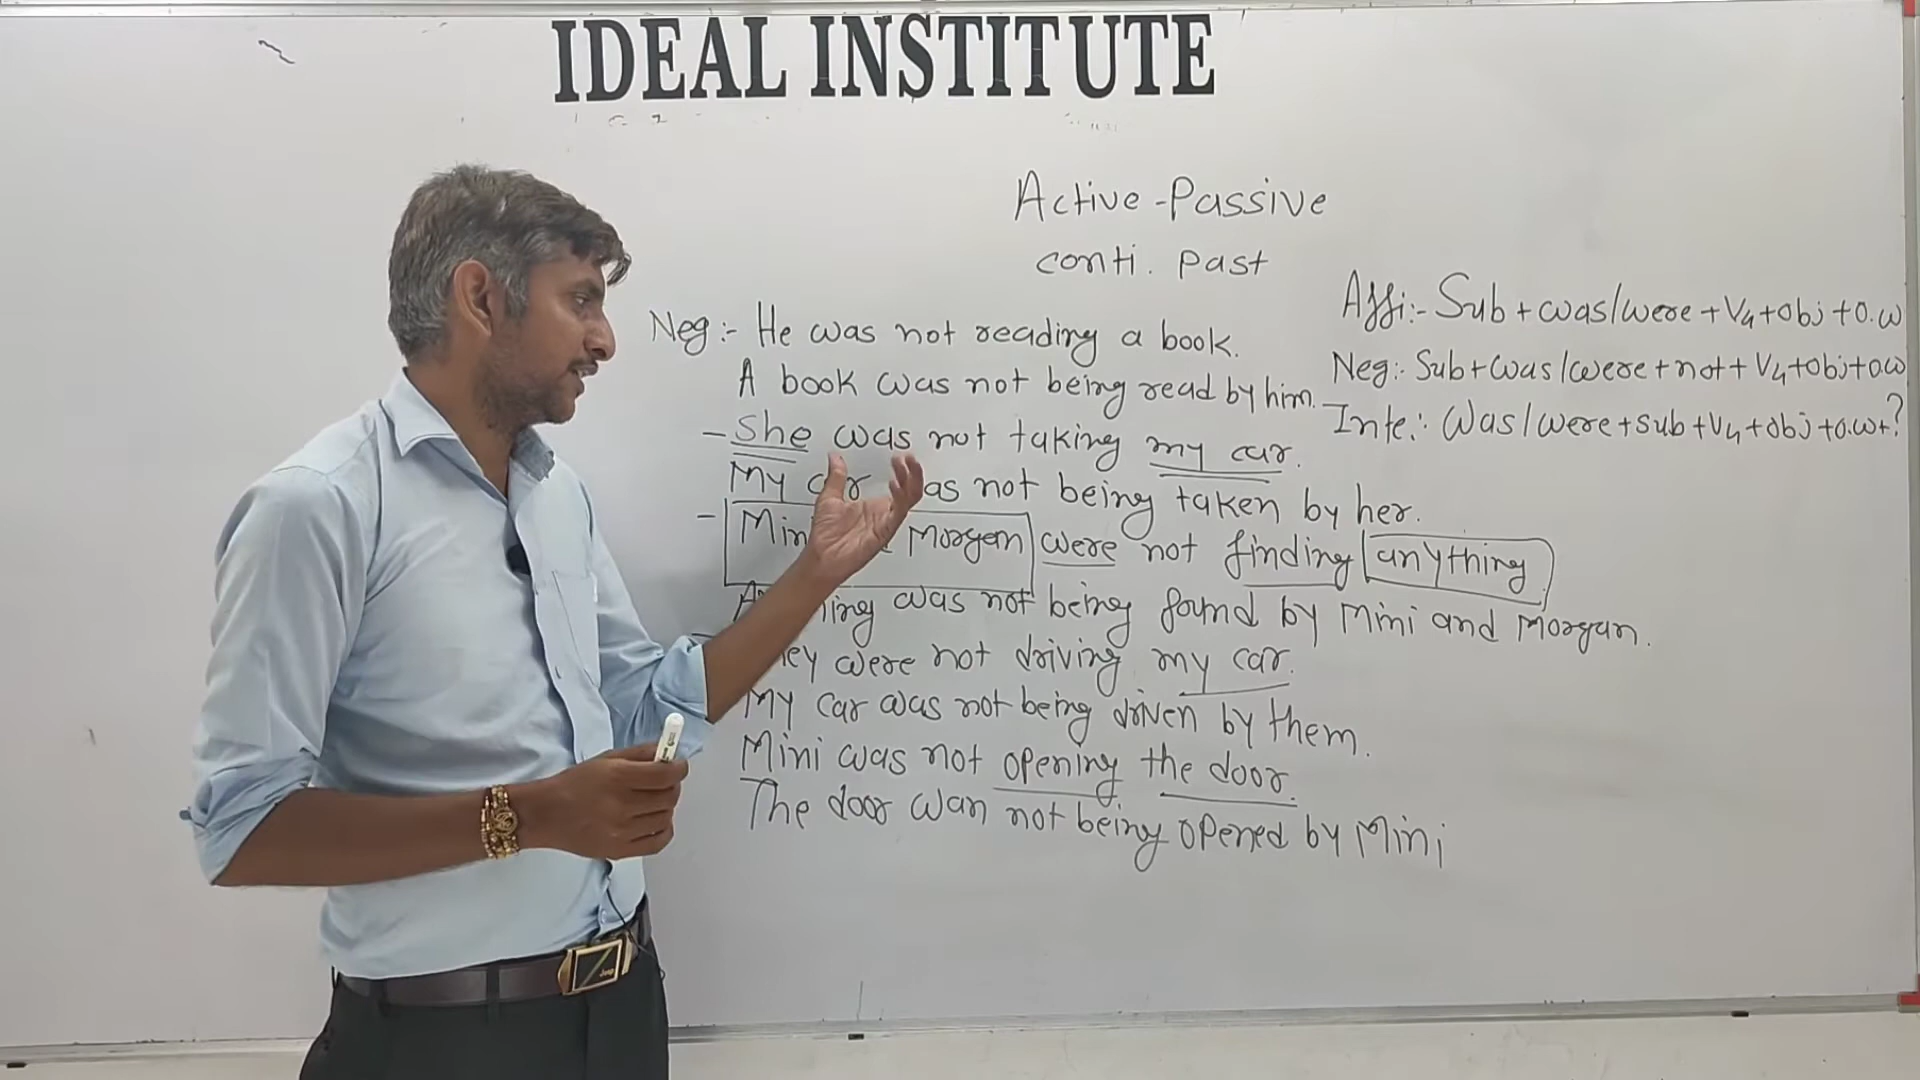 IDEAL INSTITUTE
Active-Passive
conti. Past
Neg:- He was not reading a book.
A book was not being read by him.
- She was not taking my car.
My car was not being taken by her.
- Mini Morgan were not finding anything
was not being found by Mini and Morgan.
were not driving my car.
My car was not being driven by them.
Mini was not opening the door.
The door wan not being opened by Mini
Affi:- Sub + was/were + V4 + obj + o.w
Neg:- Sub + was/were + not + V4 + obj + o.w
Inte:- Was/were + sub + V4 + obj + o.w + ?